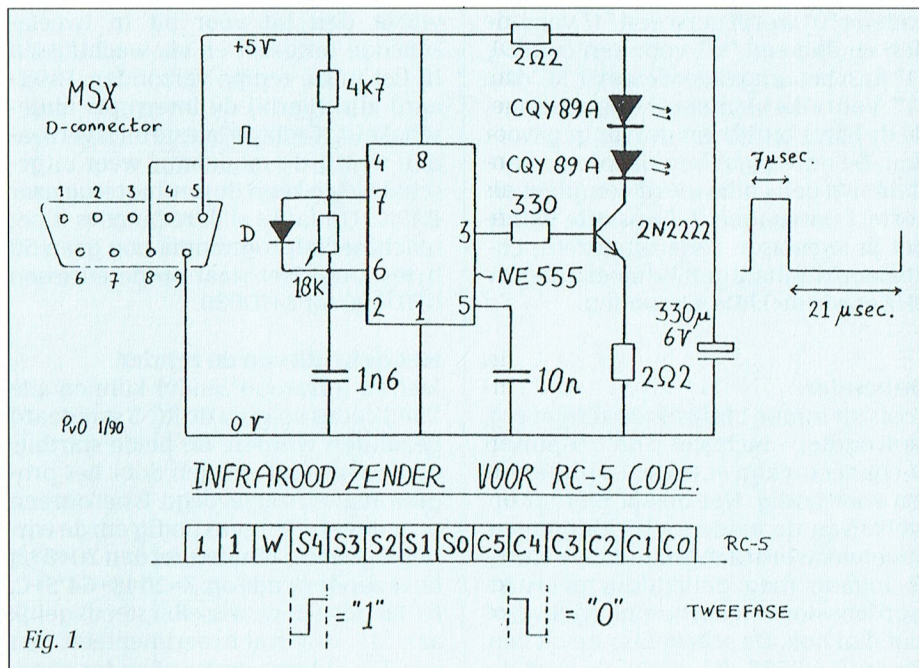 +5V
MSX
D-connector
4K7
2Ω2
CQY89A
CQY 89 A
7μsec.
1 2 3 4 5
6 7 8 9
4
8
7
D
3
330
2N2222
6
18K
2
1
5
NE 555
21 μsec.
330μ
6V
1n6
10n
2Ω2
PvO 1/90
0 V
INFRAROOD ZENDER VOOR RC-5 CODE.
1 1 W S4 S3 S2 S1 S0 C5 C4 C3 C2 C1 C0 RC-5
="1" ="0" TWEEFASE
Fig. 1.